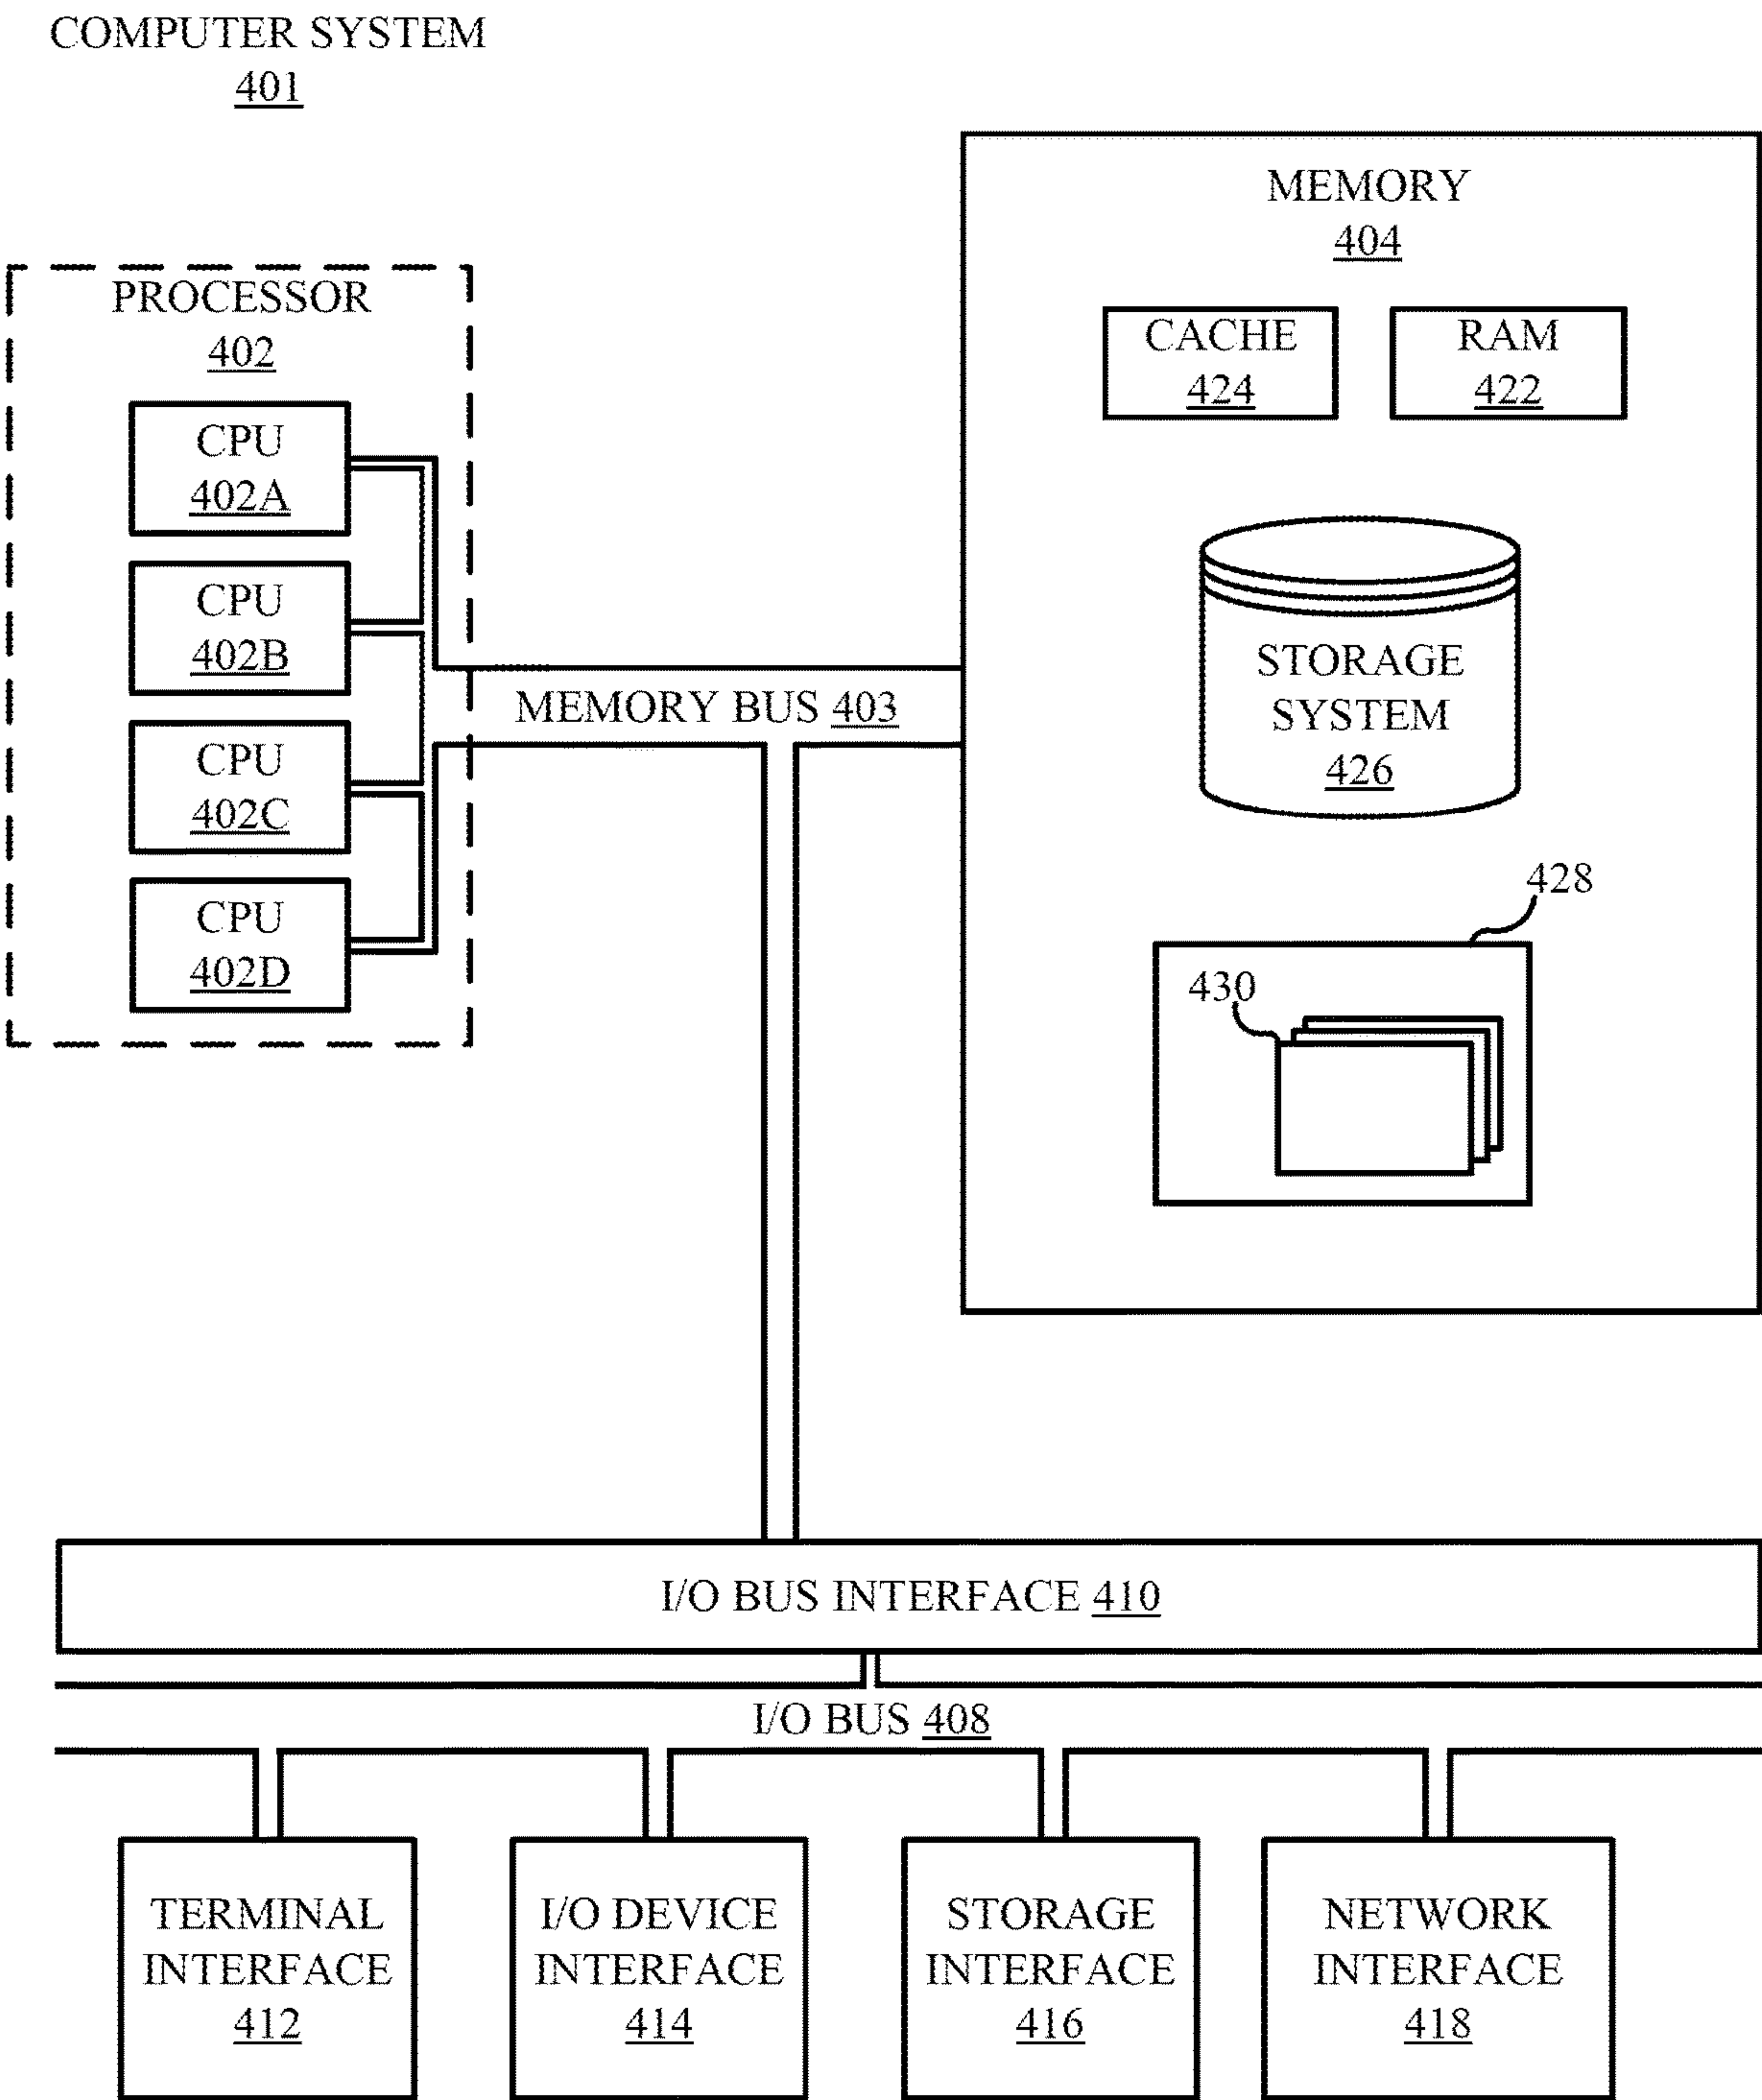 COMPUTER SYSTEM
401
PROCESSOR
402
CPU
402A
CPU
402B
CPU
402C
CPU
402D
MEMORY BUS 403
MEMORY
404
CACHE
424
RAM
422
STORAGE
SYSTEM
426
428
430
I/O BUS INTERFACE 410
I/O BUS 408
TERMINAL
INTERFACE
412
I/O DEVICE
INTERFACE
414
STORAGE
INTERFACE
416
NETWORK
INTERFACE
418